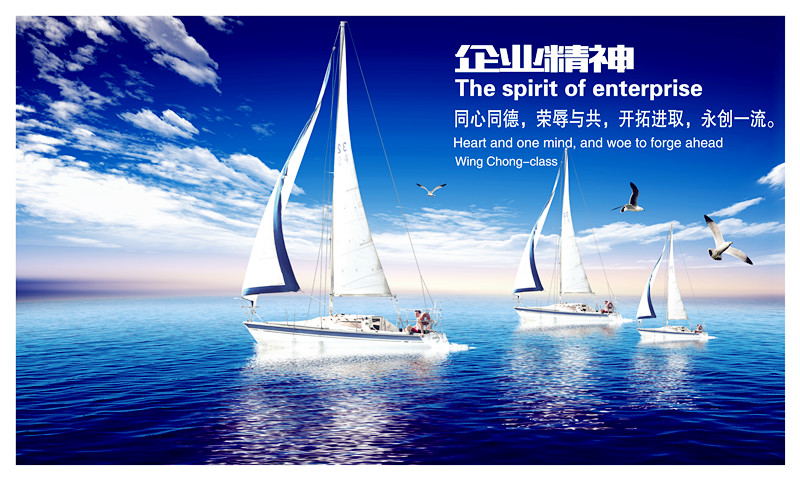 企业精神
The spirit of enterprise
同心同德，荣辱与共，开拓进取，永创一流。
Heart and one mind, and woe to forge ahead
Wing Chong-class